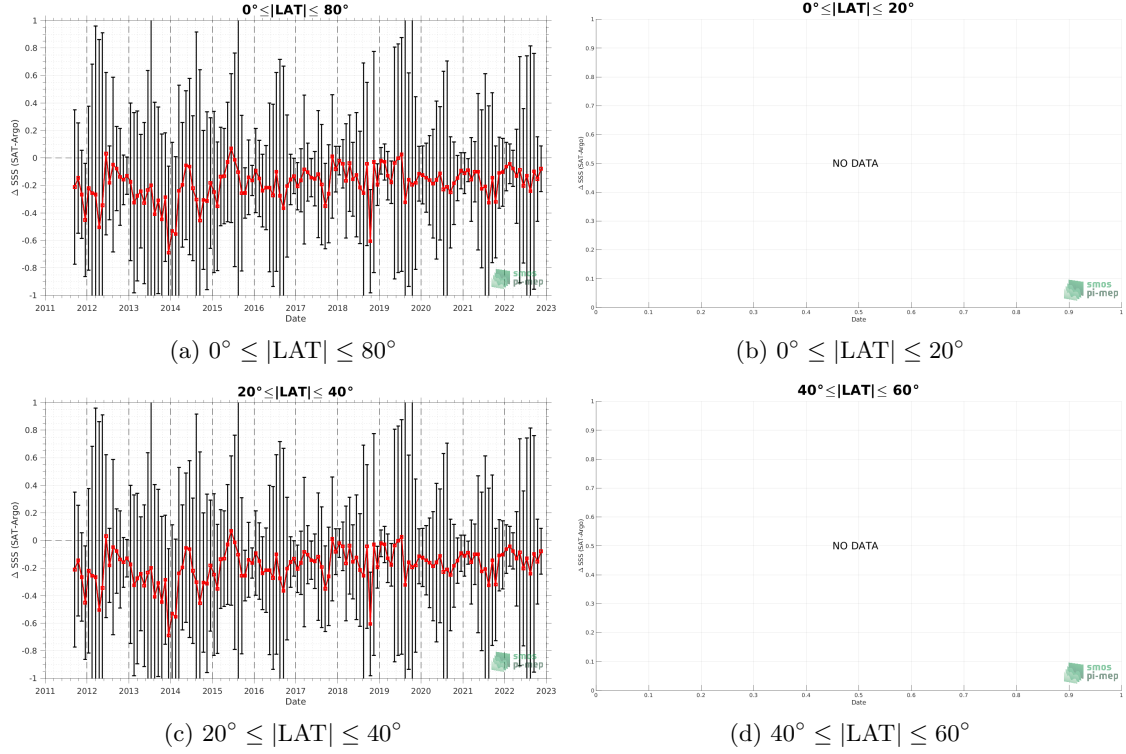 0°≤|LAT|≤ 80°
Δ SSS (SAT-Argo)
1
0.8
0.6
0.4
0.2
0
-0.2
-0.4
-0.6
-0.8
-1
2011 2012 2013 2014 2015 2016 2017 2018 2019 2020 2021 2022 2023
Date
smos
pi-mep
(a) 0° ≤ |LAT| ≤ 80°
0°≤|LAT|≤ 20°
Δ SSS (SAT-Argo)
1
0.9
0.8
0.7
0.6
0.5
0.4
0.3
0.2
0.1
0
NO DATA
0 0.1 0.2 0.3 0.4 0.5 0.6 0.7 0.8 0.9 1
Date
smos
pi-mep
(b) 0° ≤ |LAT| ≤ 20°
20°≤|LAT|≤ 40°
Δ SSS (SAT-Argo)
1
0.8
0.6
0.4
0.2
0
-0.2
-0.4
-0.6
-0.8
-1
2011 2012 2013 2014 2015 2016 2017 2018 2019 2020 2021 2022 2023
Date
smos
pi-mep
(c) 20° ≤ |LAT| ≤ 40°
40°≤|LAT|≤ 60°
Δ SSS (SAT-Argo)
1
0.9
0.8
0.7
0.6
0.5
0.4
0.3
0.2
0.1
0
NO DATA
0 0.1 0.2 0.3 0.4 0.5 0.6 0.7 0.8 0.9 1
Date
smos
pi-mep
(d) 40° ≤ |LAT| ≤ 60°